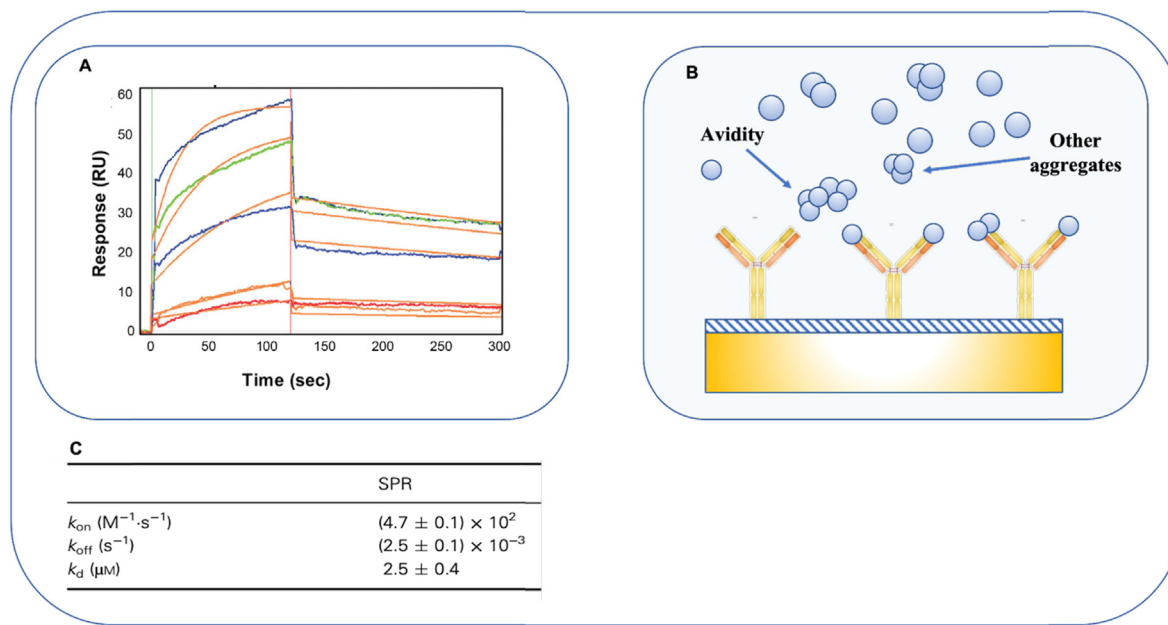 A
60
50
40
30
20
10
0
Response (RU)
0 50 100 150 200 250 300
Time (sec)
B
Avidity
Other
aggregates
C
SPR
kon (M⁻¹·s⁻¹) (4.7 ± 0.1) × 10²
koff (s⁻¹) (2.5 ± 0.1) × 10⁻³
kd (μM) 2.5 ± 0.4